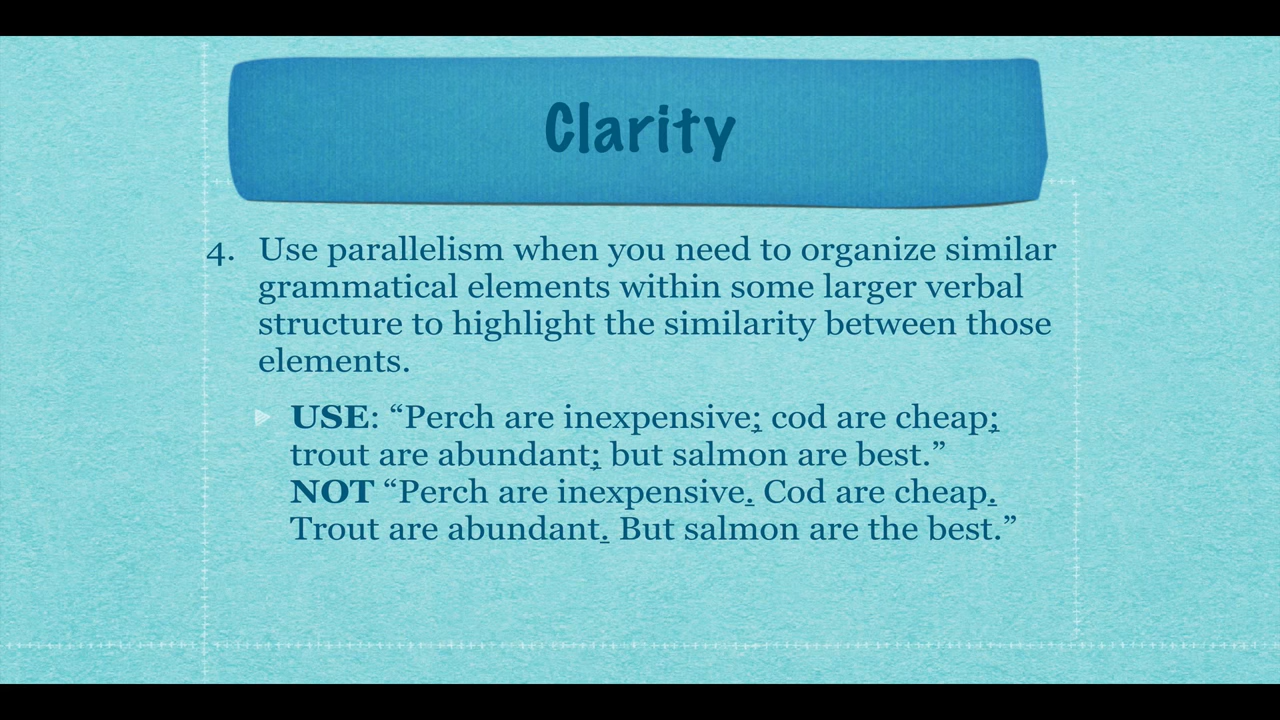 Clarity
4. Use parallelism when you need to organize similar
grammatical elements within some larger verbal
structure to highlight the similarity between those
elements.
USE: “Perch are inexpensive; cod are cheap;
trout are abundant; but salmon are best.”
NOT “Perch are inexpensive. Cod are cheap.
Trout are abundant. But salmon are the best.”